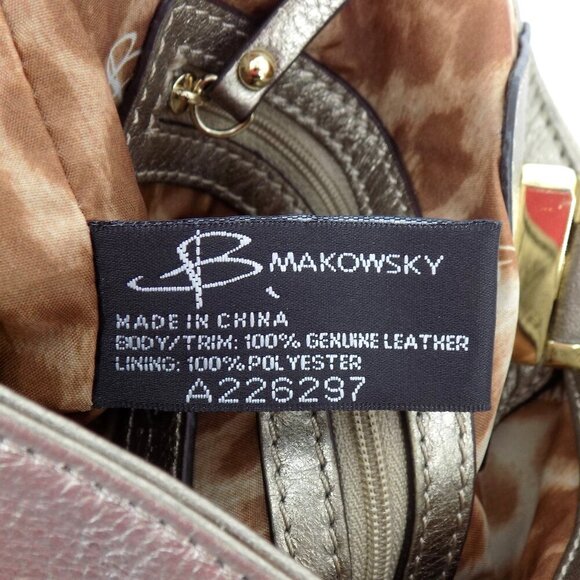 B. MAKOWSKY
MADE IN CHINA
BODY/TRIM: 100% GENUINE LEATHER
LINING: 100% POLYESTER
A226297